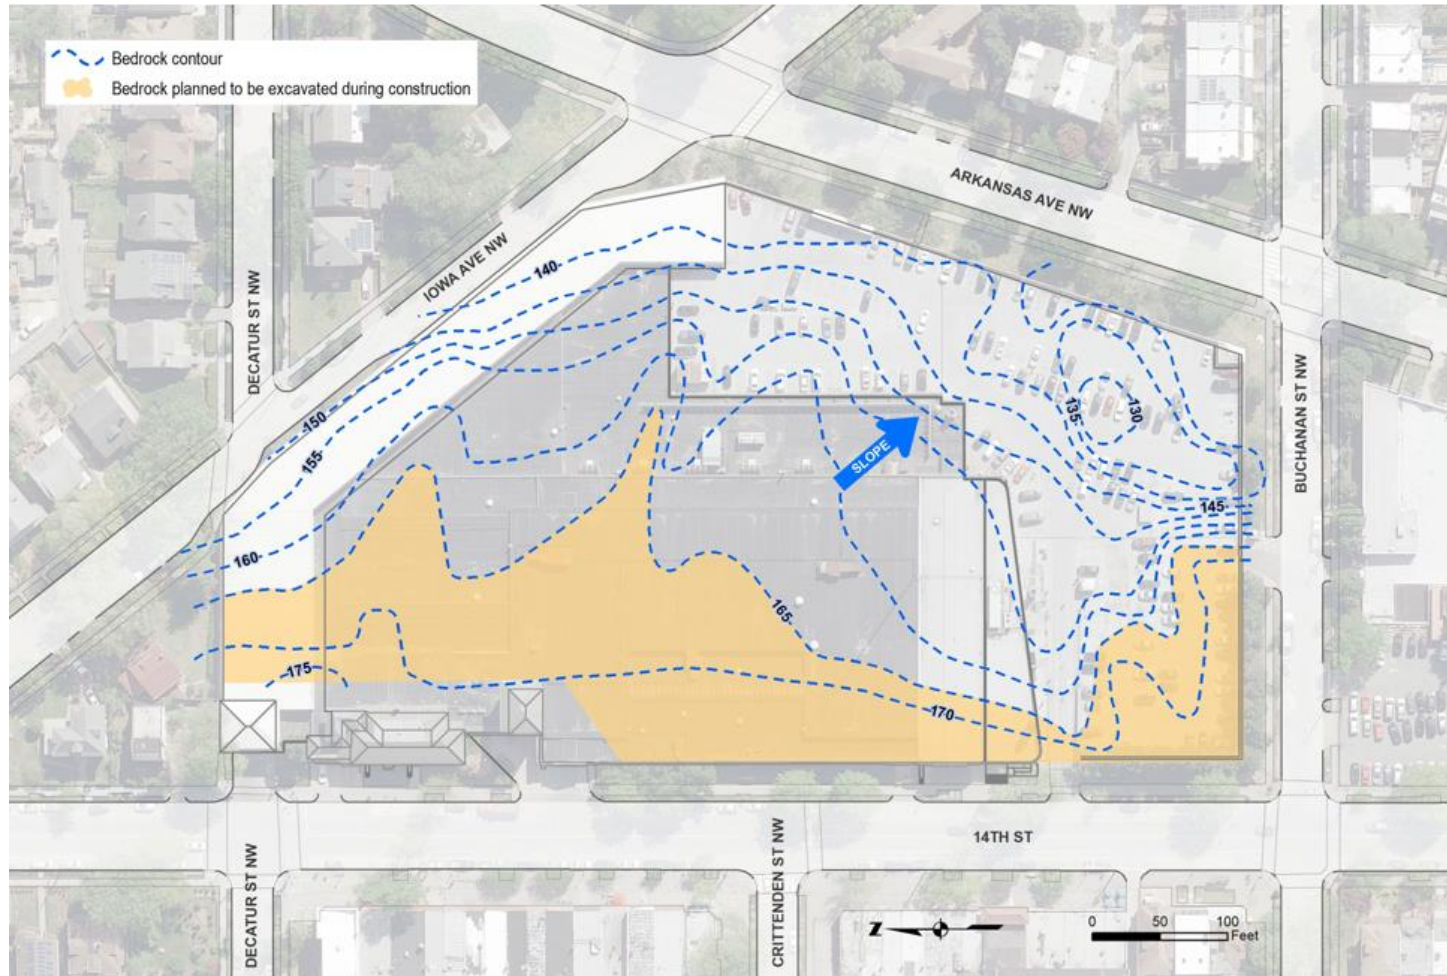 Bedrock contour
Bedrock planned to be excavated during construction
ARKANSAS AVE NW
IOWA AVE NW
DECATUR ST NW
BUCHANAN ST NW
140
150
155
160
135
130
SLOPE
145
165
175
170
14TH ST
DECATUR ST NW
CRITTENDEN ST NW
Z
0 50 100
Feet